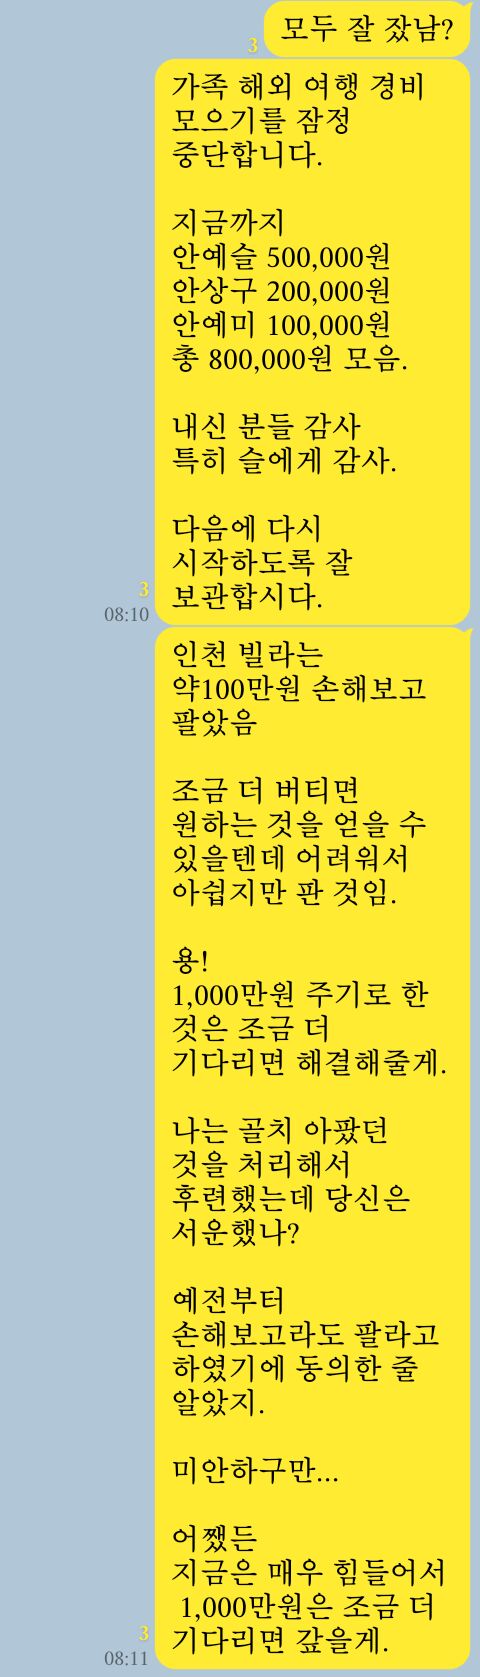 모두 잘 잤남?
3
가족 해외 여행 경비
모으기를 잠정
중단합니다.
지금까지
안예슬 500,000원
안상구 200,000원
안예미 100,000원
총 800,000원 모음.
내신 분들 감사
특히 슬에게 감사.
다음에 다시
시작하도록 잘
보관합시다.
3
08:10
인천 빌라는
약100만원 손해보고
팔았음
조금 더 버티면
원하는 것을 얻을 수
있을텐데 어려워서
아쉽지만 판 것임.
용!
1,000만원 주기로 한
것은 조금 더
기다리면 해결해줄게.
나는 골치 아팠던
것을 처리해서
후련했는데 당신은
서운했나?
예전부터
손해보고라도 팔라고
하였기에 동의한 줄
알았지.
미안하구만...
어쨌든
지금은 매우 힘들어서
1,000만원은 조금 더
기다리면 갚을게.
3
08:11